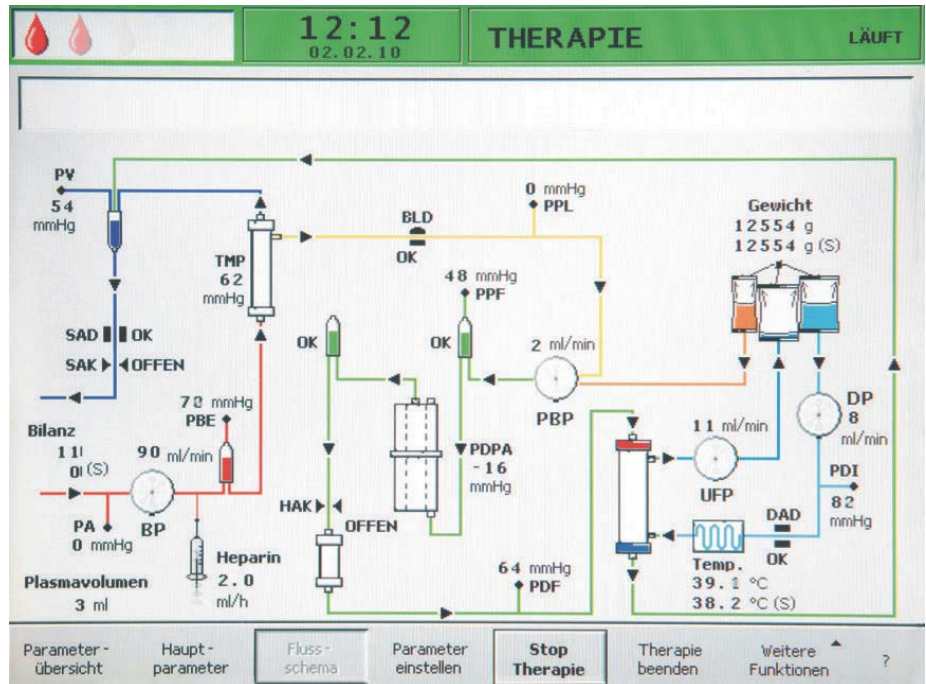 12:12
02.02.10
THERAPIE
LÄUFT
PV
54
mmHg
TMP
62
mmHg
BLD
OK
0 mmHg
PPL
Gewicht
12554 g
12554 g (S)
48 mmHg
PPF
SAD
OK
SAK
OFFEN
OK
OK
2 ml/min
PBP
70 mmHg
PBE
Bilanz
11
0 (S)
90 ml/min
BP
PA
0 mmHg
Heparin
2.0
ml/h
Plasmavolumen
3 ml
HAK
OFFEN
PDPA
-16
mmHg
64 mmHg
PDF
11 ml/min
UFP
DP
8
ml/min
PDI
82
mmHg
DAD
OK
Temp.
39.1 °C
38.2 °C (S)
Parameter-
übersicht
Haupt-
parameter
Fluss-
schema
Parameter
einstellen
Stop
Therapie
Therapie
beenden
Weitere
Funktionen
?